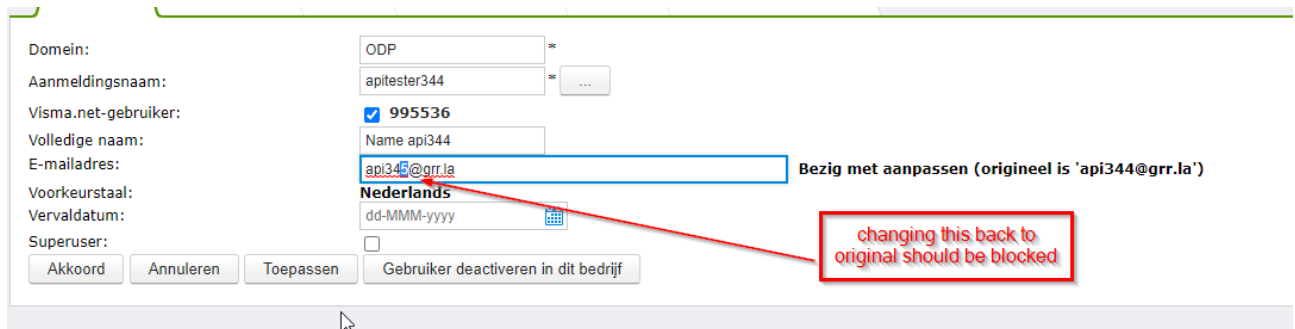 Domein: ODP *
Aanmeldingsnaam: apitester344 * ...
Visma.net-gebruiker: 995536
Volledige naam: Name api344
E-mailadres: api345@grr.la Bezig met aanpassen (origineel is 'api344@grr.la')
Voorkeurstaal: Nederlands
Vervaldatum: dd-MMM-yyyy
Superuser:
changing this back to
original should be blocked
Akkoord Annuleren Toepassen Gebruiker deactiveren in dit bedrijf